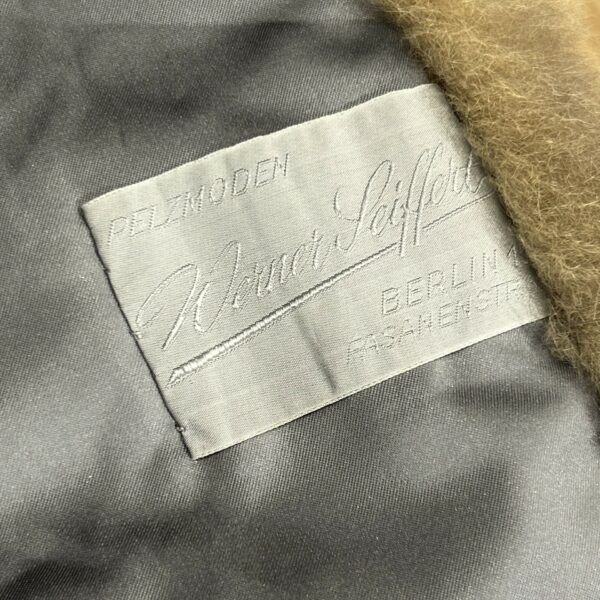 PELZMODEN
Werner Seiffert
BERLIN
FASANENSTR